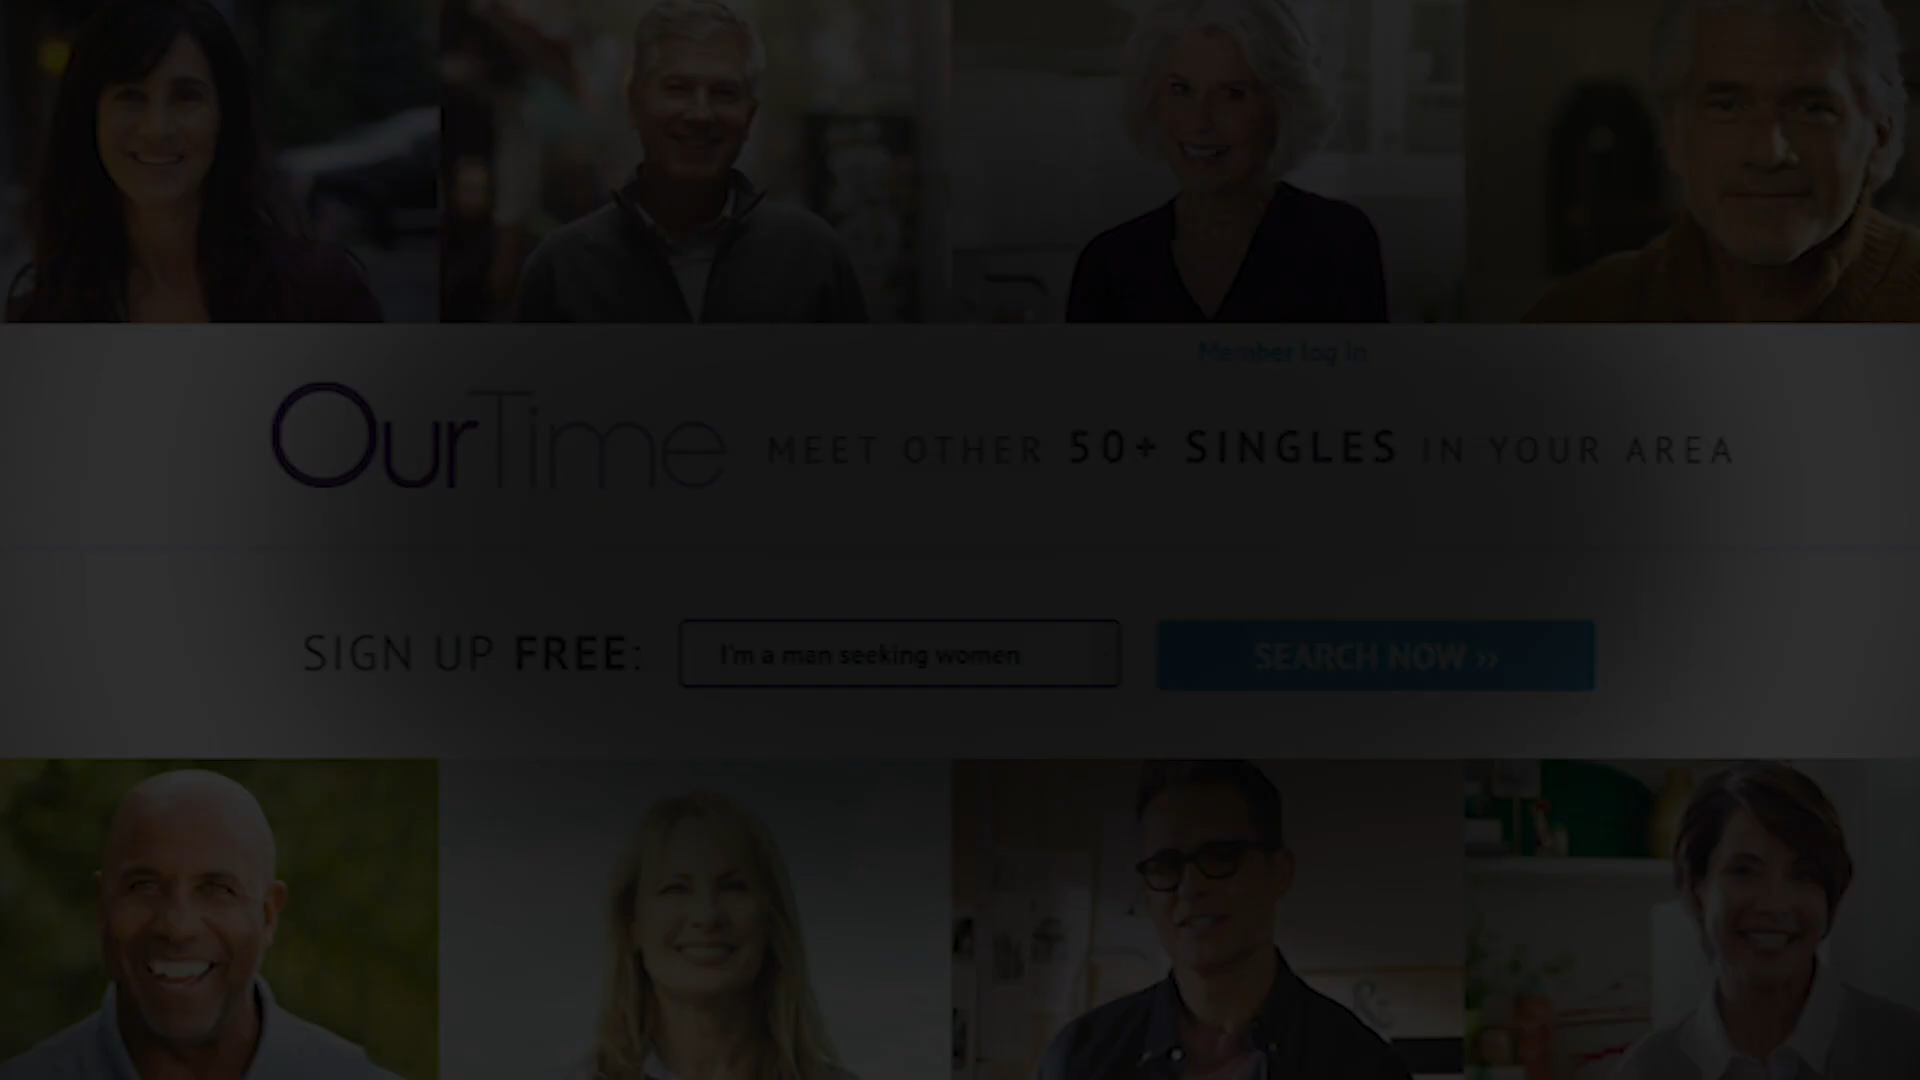 Member log in
OurTime MEET OTHER 50+ SINGLES IN YOUR AREA
SIGN UP FREE: I'm a man seeking women SEARCH NOW »